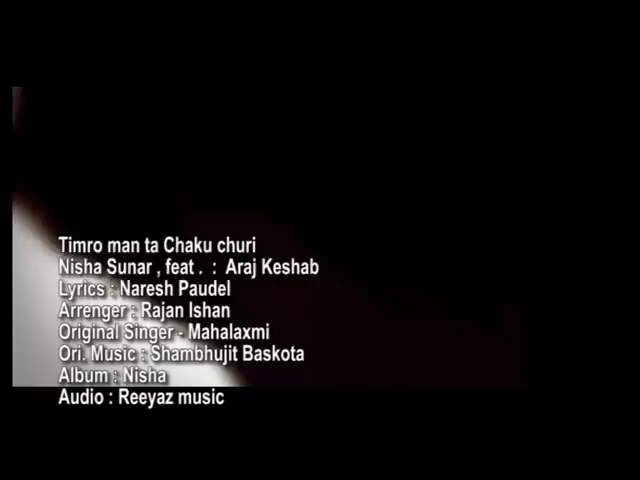 Timro man ta Chaku churi
Nisha Sunar , feat . : Araj Keshab
Lyrics : Naresh Paudel
Arrenger : Rajan Ishan
Original Singer - Mahalaxmi
Ori. Music : Shambhujit Baskota
Album : Nisha
Audio : Reeyaz music